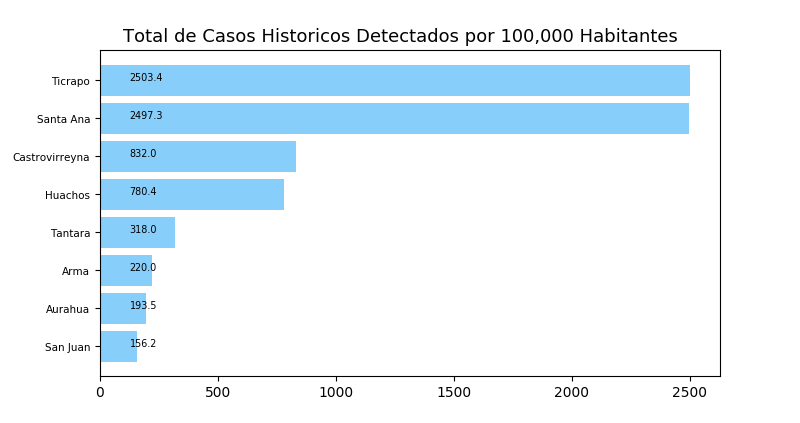 Total de Casos Historicos Detectados por 100,000 Habitantes
Ticrapo 2503.4
Santa Ana 2497.3
Castrovirreyna 832.0
Huachos 780.4
Tantara 318.0
Arma 220.0
Aurahua 193.5
San Juan 156.2
0 500 1000 1500 2000 2500